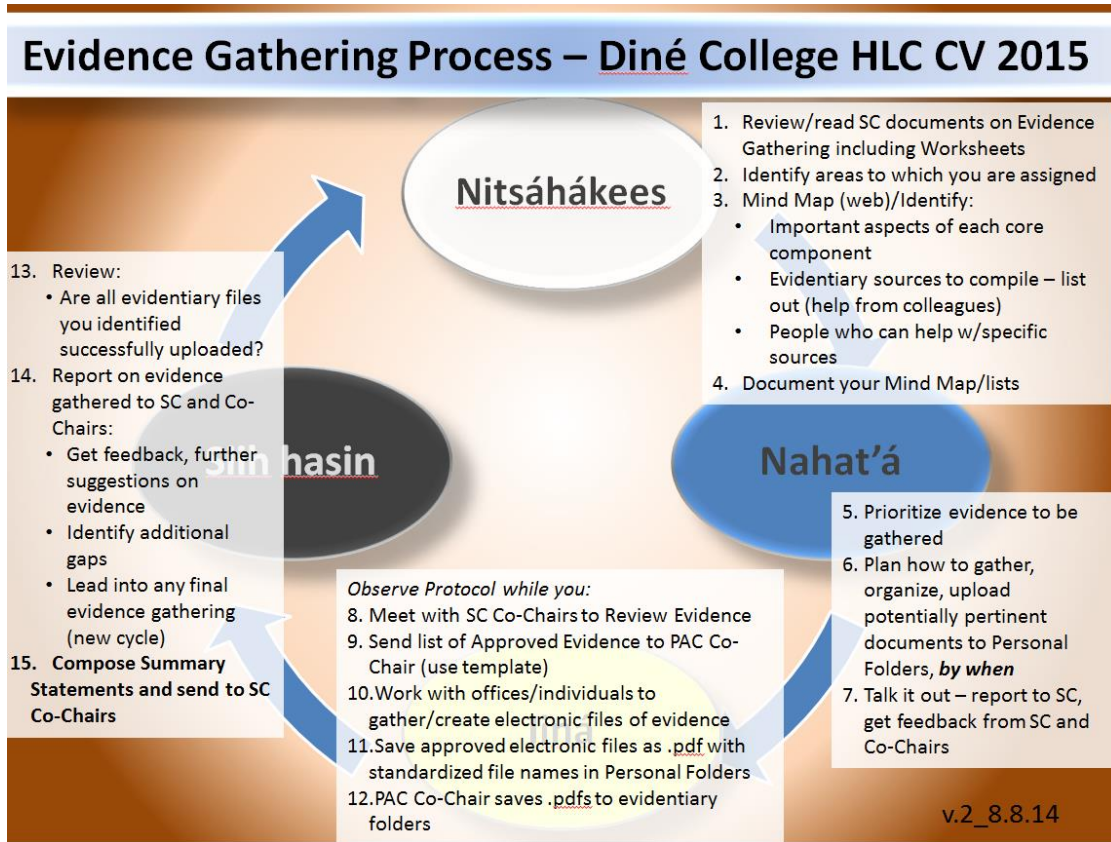 Evidence Gathering Process – Diné College HLC CV 2015
Nitsáhákees
1. Review/read SC documents on Evidence
Gathering including Worksheets
2. Identify areas to which you are assigned
3. Mind Map (web)/Identify:
• Important aspects of each core
component
• Evidentiary sources to compile – list
out (help from colleagues)
• People who can help w/specific
sources
4. Document your Mind Map/lists
Nahat’á
5. Prioritize evidence to be
gathered
6. Plan how to gather,
organize, upload
potentially pertinent
documents to Personal
Folders, by when
7. Talk it out – report to SC,
get feedback from SC and
Co-Chairs
Observe Protocol while you:
8. Meet with SC Co-Chairs to Review Evidence
9. Send list of Approved Evidence to PAC Co-
Chair (use template)
10.Work with offices/individuals to
gather/create electronic files of evidence
11.Save approved electronic files as .pdf with
standardized file names in Personal Folders
12.PAC Co-Chair saves .pdfs to evidentiary
folders
hasin
13. Review:
• Are all evidentiary files
you identified
successfully uploaded?
14. Report on evidence
gathered to SC and Co-
Chairs:
• Get feedback, further
suggestions on
evidence
• Identify additional
gaps
• Lead into any final
evidence gathering
(new cycle)
15. Compose Summary
Statements and send to SC
Co-Chairs
v.2_8.8.14